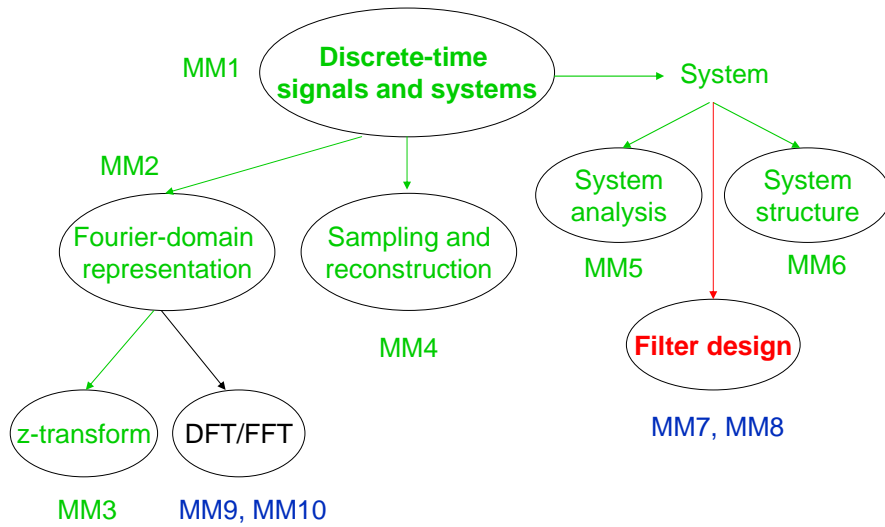 MM1
Discrete-time
signals and systems
System
MM2
System
analysis
System
structure
Fourier-domain
representation
Sampling and
reconstruction
MM5
MM6
MM4
Filter design
z-transform
DFT/FFT
MM7, MM8
MM3
MM9, MM10